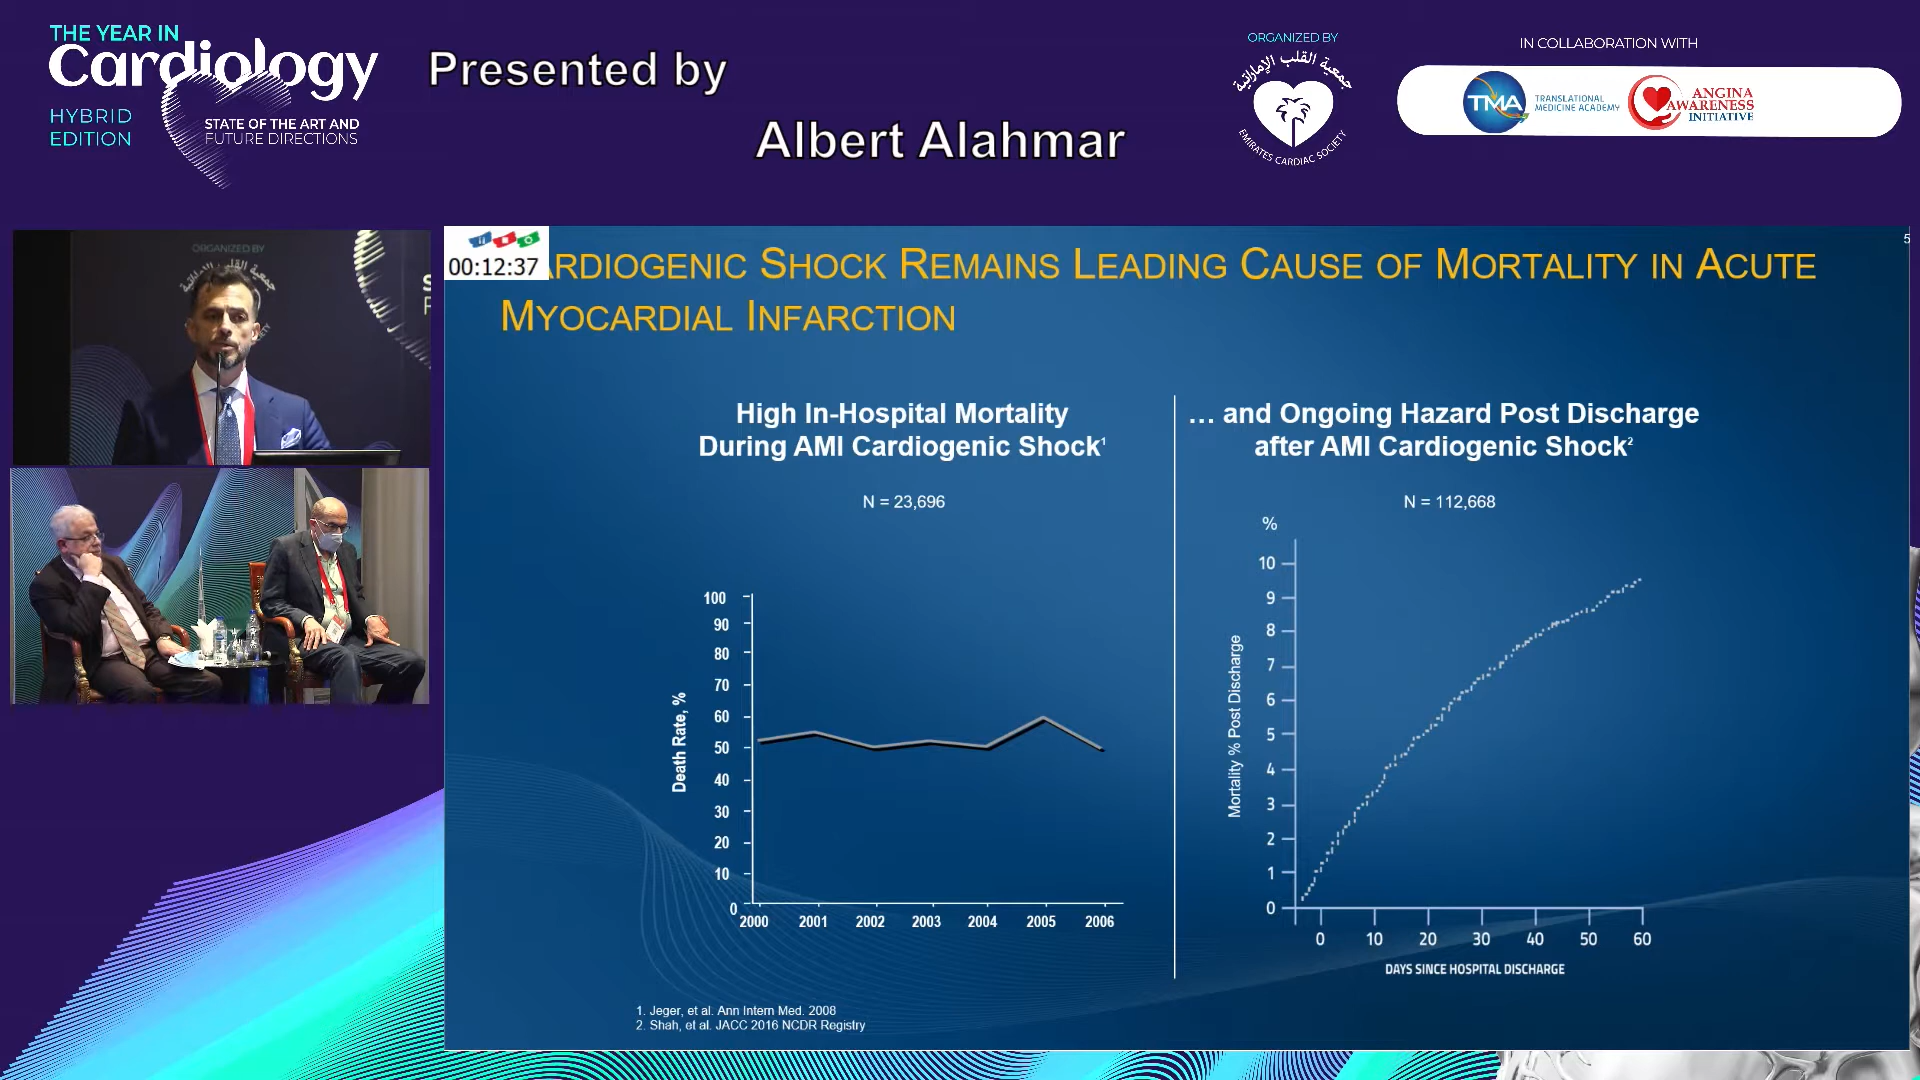 THE YEAR IN
Cardiology
HYBRID
EDITION
STATE OF THE ART AND
FUTURE DIRECTIONS
Presented by
Albert Alahmar
ORGANIZED BY
جمعية القلب الإماراتية
EMIRATES CARDIAC SOCIETY
IN COLLABORATION WITH
TMA
TRANSLATIONAL
MEDICINE ACADEMY
ANGINA
AWARENESS
INITIATIVE
ORGANIZED BY
00:12:37
5
ARDIOGENIC SHOCK REMAINS LEADING CAUSE OF MORTALITY IN ACUTE
MYOCARDIAL INFARCTION
High In-Hospital Mortality
During AMI Cardiogenic Shock¹
N = 23,696
Death Rate, %
100
90
80
70
60
50
40
30
20
10
0
2000 2001 2002 2003 2004 2005 2006
… and Ongoing Hazard Post Discharge
after AMI Cardiogenic Shock²
N = 112,668
%
Mortality % Post Discharge
10
9
8
7
6
5
4
3
2
1
0
0 10 20 30 40 50 60
DAYS SINCE HOSPITAL DISCHARGE
1. Jeger, et al. Ann Intern Med. 2008
2. Shah, et al. JACC 2016 NCDR Registry